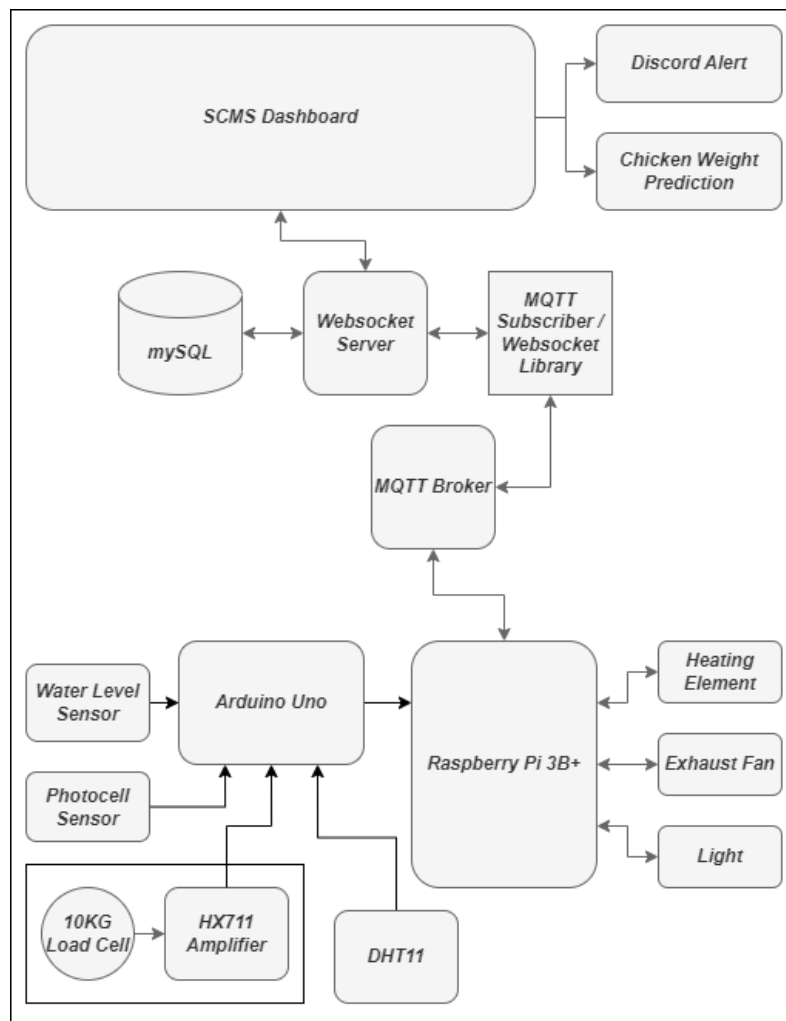 SCMS Dashboard
Discord Alert
Chicken Weight
Prediction
mySQL
Websocket
Server
MQTT
Subscriber /
Websocket
Library
MQTT Broker
Water Level
Sensor
Arduino Uno
Photocell
Sensor
10KG
Load Cell
HX711
Amplifier
DHT11
Raspberry Pi 3B+
Heating
Element
Exhaust Fan
Light